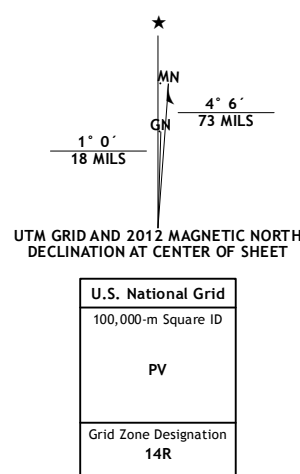 MN
4° 6´
73 MILS
GN
1° 0´
18 MILS
UTM GRID AND 2012 MAGNETIC NORTH
DECLINATION AT CENTER OF SHEET
U.S. National Grid
100,000-m Square ID
PV
Grid Zone Designation
14R